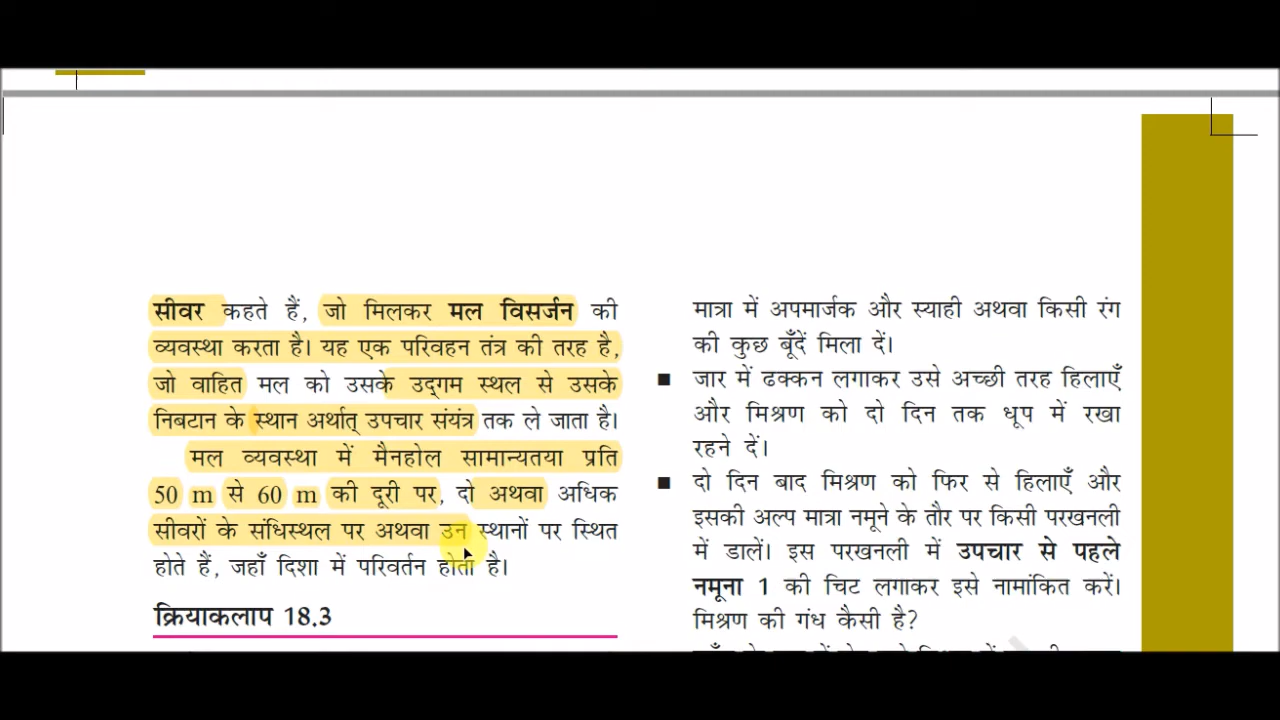 सीवर कहते हैं, जो मिलकर मल विसर्जन की
व्यवस्था करता है। यह एक परिवहन तंत्र की तरह है,
जो वाहित मल को उसके उद्गम स्थल से उसके
निबटान के स्थान अर्थात् उपचार संयंत्र तक ले जाता है।
मल व्यवस्था में मैनहोल सामान्यतया प्रति
50 m से 60 m की दूरी पर, दो अथवा अधिक
सीवरों के संधिस्थल पर अथवा उन स्थानों पर स्थित
होते हैं, जहाँ दिशा में परिवर्तन होता है।
क्रियाकलाप 18.3
मात्रा में अपमार्जक और स्याही अथवा किसी रंग
की कुछ बूँदें मिला दें।
■ जार में ढक्कन लगाकर उसे अच्छी तरह हिलाएँ
और मिश्रण को दो दिन तक धूप में रखा
रहने दें।
■ दो दिन बाद मिश्रण को फिर से हिलाएँ और
इसकी अल्प मात्रा नमूने के तौर पर किसी परखनली
में डालें। इस परखनली में उपचार से पहले
नमूना 1 की चिट लगाकर इसे नामांकित करें।
मिश्रण की गंध कैसी है?